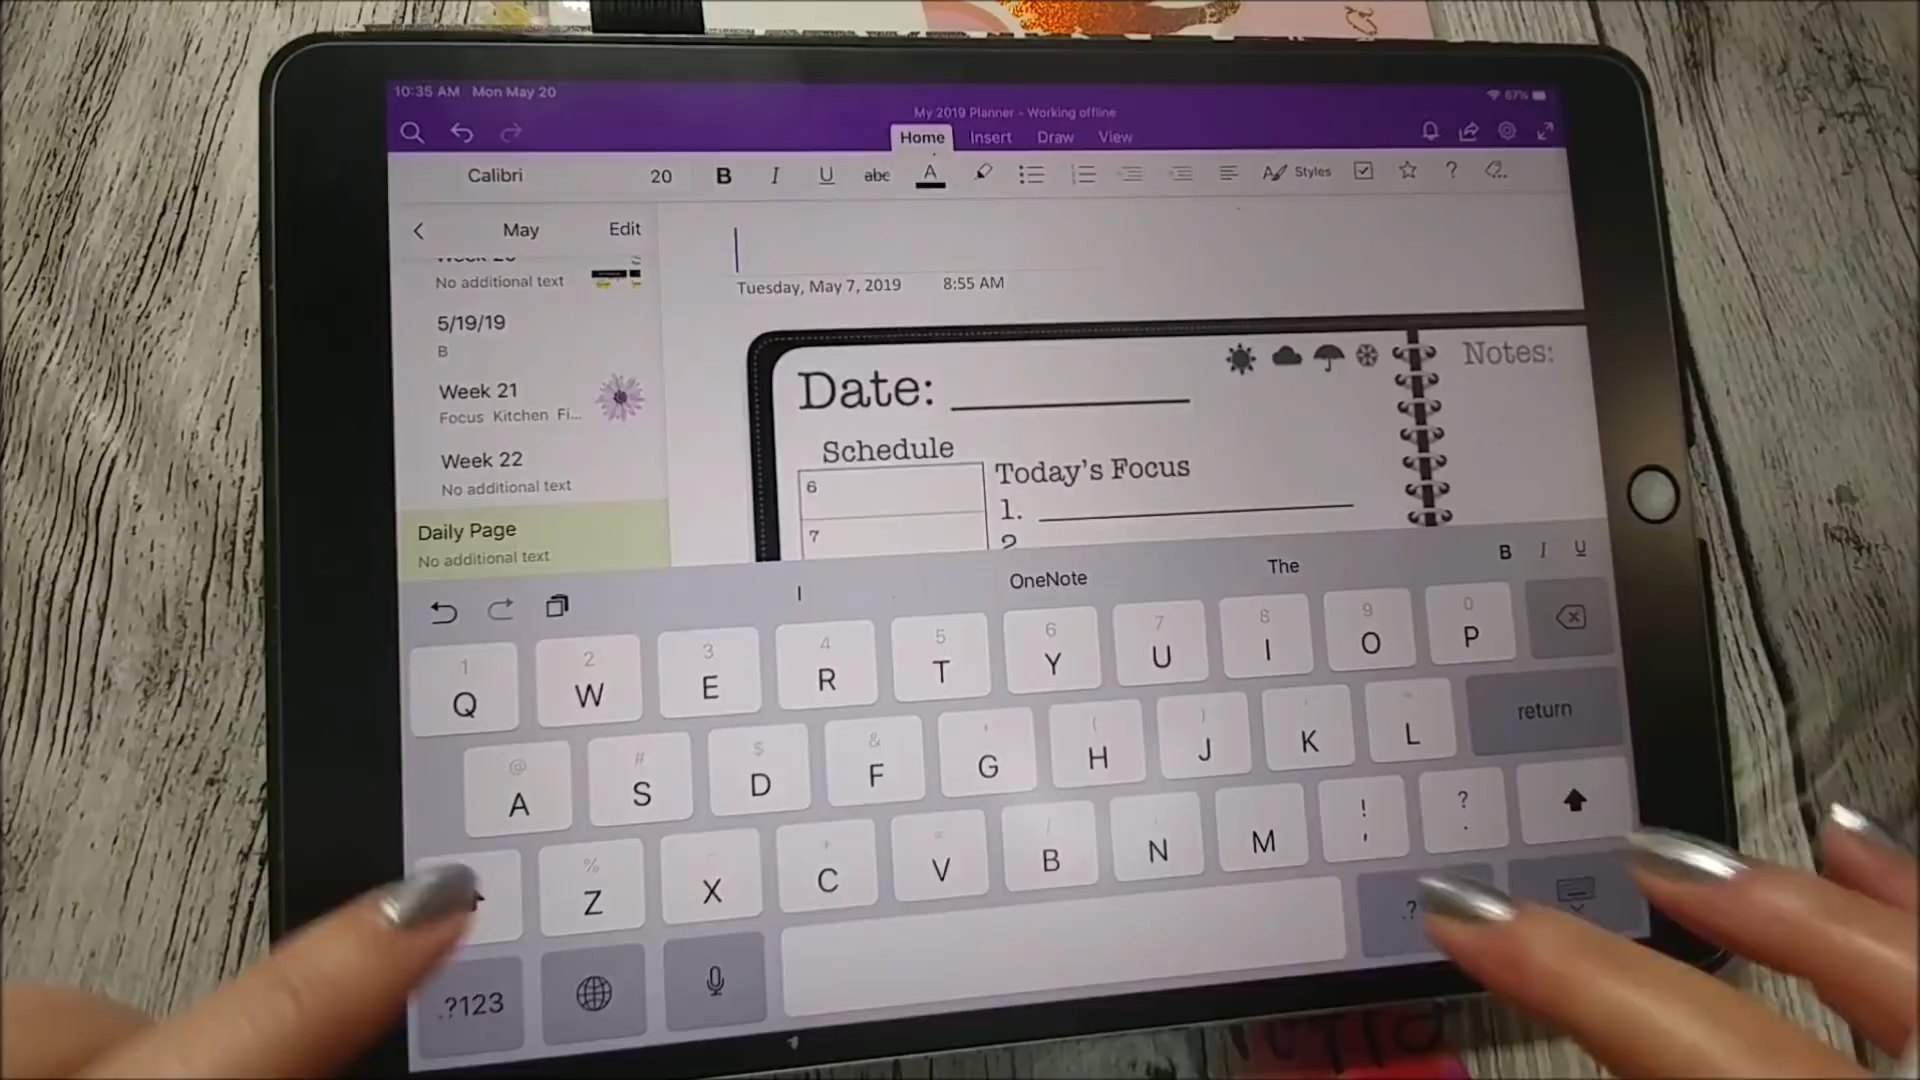 10:35 AM Mon May 20
67%
My 2019 Planner - Working offline
Home Insert Draw View
Calibri 20 B I U abc A Styles ?
May Edit
No additional text
5/19/19
B
Week 21
Focus Kitchen Fi...
Week 22
No additional text
Daily Page
No additional text
Tuesday, May 7, 2019 8:55 AM
Date:
Notes:
Schedule
Today's Focus
6
1.
7
2
I OneNote The B I U
1 2 3 4 5 6 7 8 9 0
Q W E R T Y U I O P
@ # $ & ( )
A S D F G H J K L return
% ! ?
Z X C V B N M , .
.?123 .?